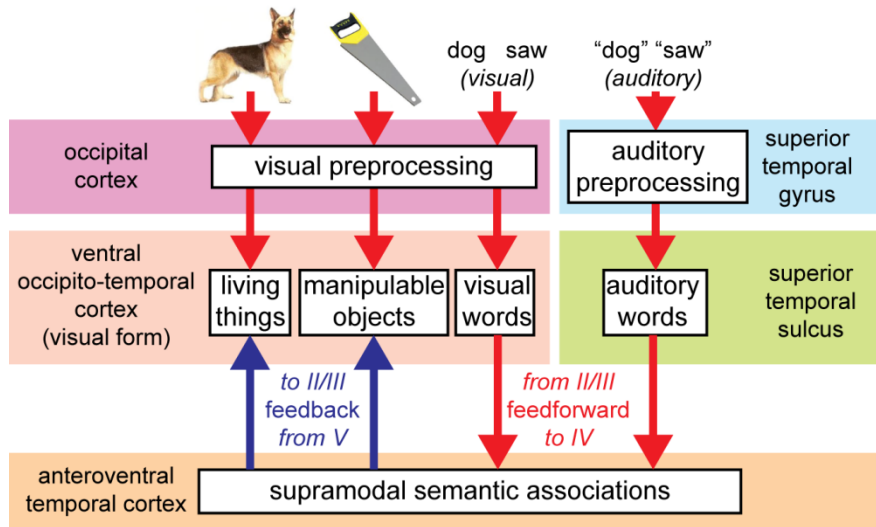 dog saw
(visual)
“dog” “saw”
(auditory)
occipital
cortex
visual preprocessing
auditory
preprocessing
superior
temporal
gyrus
ventral
occipito-temporal
cortex
(visual form)
living
things
manipulable
objects
visual
words
auditory
words
superior
temporal
sulcus
to II/III
feedback
from V
from II/III
feedforward
to IV
anteroventral
temporal cortex
supramodal semantic associations